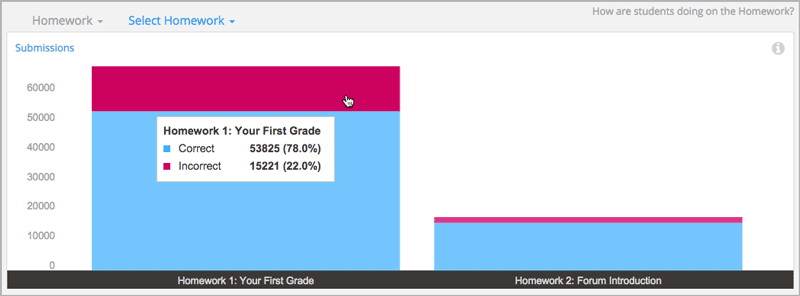 Homework
Select Homework
How are students doing on the Homework?
Submissions
60000
50000
40000
30000
20000
10000
0
Homework 1: Your First Grade
Correct 53825 (78.0%)
Incorrect 15221 (22.0%)
Homework 1: Your First Grade
Homework 2: Forum Introduction